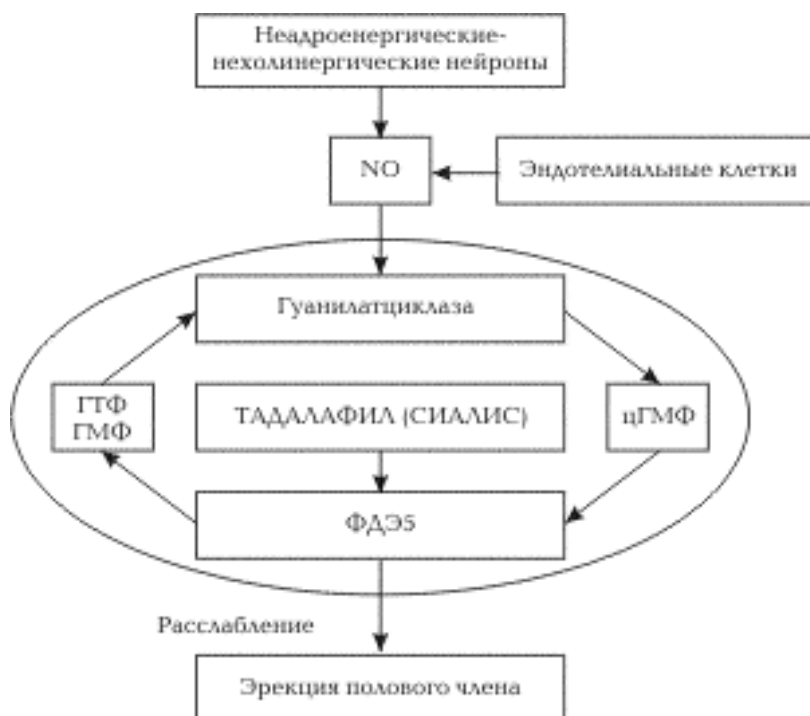 Неадроенергические-
нехолинергические нейроны
NO
Эндотелиальные клетки
Гуанилатциклаза
ГТФ
ГМФ
ТАДАЛАФИЛ (СИАЛИС)
цГМФ
ФДЭ5
Расслабление
Эрекция полового члена